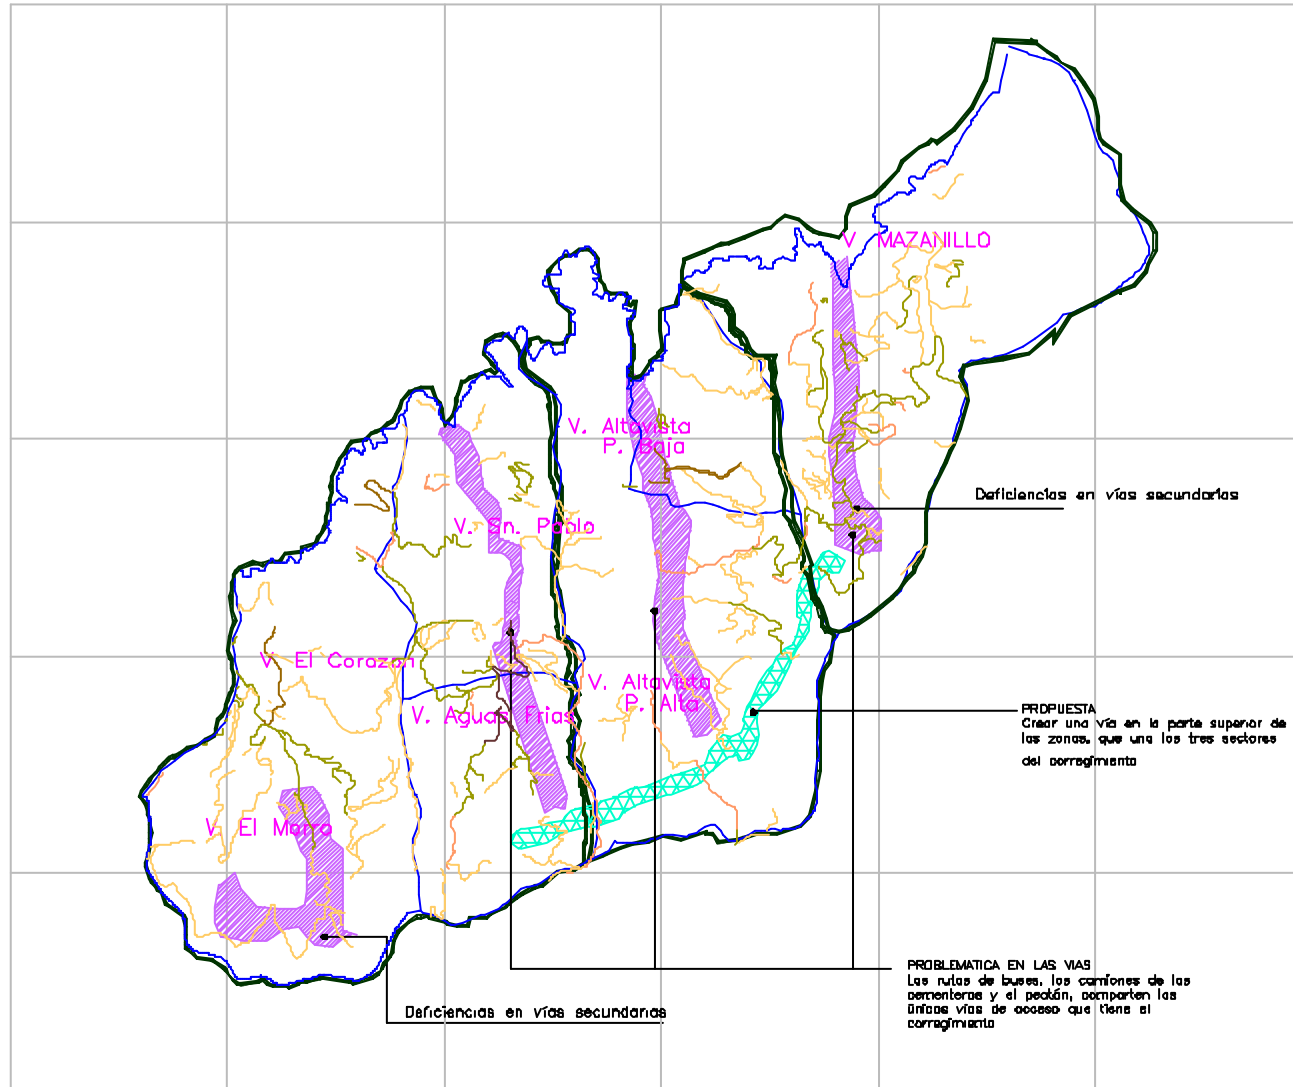 V. MAZANILLO
V. Altavista
P. Baja
Deficiencias en vías secundarias
V. Sn. Pablo
V. El Corazon
V. Altavista
P. Alta
V. Aguas Frias
PROPUESTA
Crear una vía en la parte superior de
las zonas, que una los tres sectores
del corregimiento
V. El Morro
PROBLEMATICA EN LAS VIAS
Las rutas de buses, los camiones de las
cementeras y el peatón, comparten las
únicas vías de acceso que tiene el
corregimiento
Deficiencias en vías secundarias